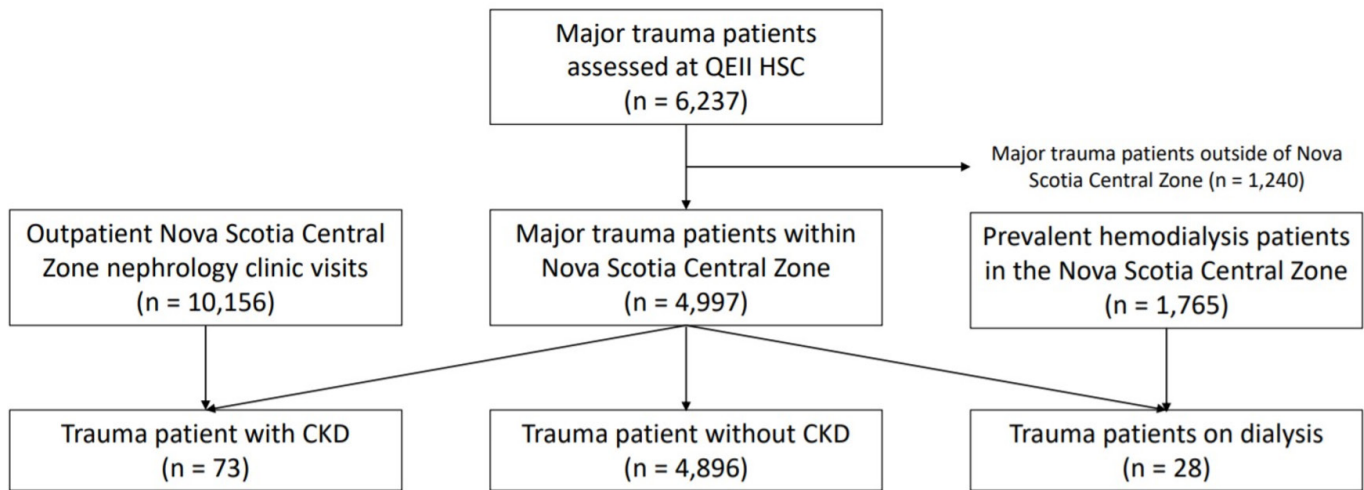 Major trauma patients
assessed at QEII HSC
(n = 6,237)
Major trauma patients outside of Nova
Scotia Central Zone (n = 1,240)
Outpatient Nova Scotia Central
Zone nephrology clinic visits
(n = 10,156)
Major trauma patients within
Nova Scotia Central Zone
(n = 4,997)
Prevalent hemodialysis patients
in the Nova Scotia Central Zone
(n = 1,765)
Trauma patient with CKD
(n = 73)
Trauma patient without CKD
(n = 4,896)
Trauma patients on dialysis
(n = 28)